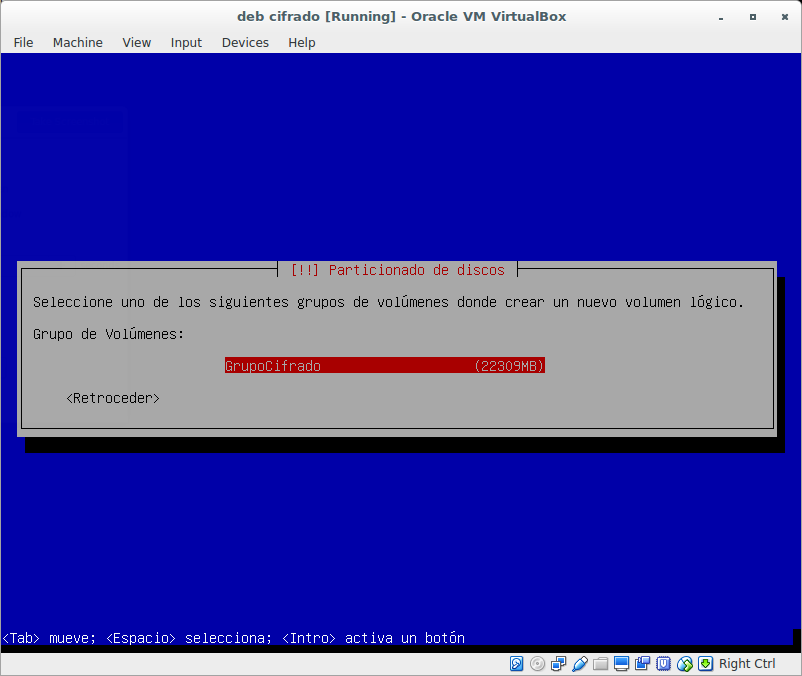 deb cifrado [Running] - Oracle VM VirtualBox
File Machine View Input Devices Help
[!!] Particionado de discos
Seleccione uno de los siguientes grupos de volúmenes donde crear un nuevo volumen lógico.
Grupo de Volúmenes:
GrupoCifrado (22309MB)
<Retroceder>
<Tab> mueve; <Espacio> selecciona; <Intro> activa un botón
Right Ctrl